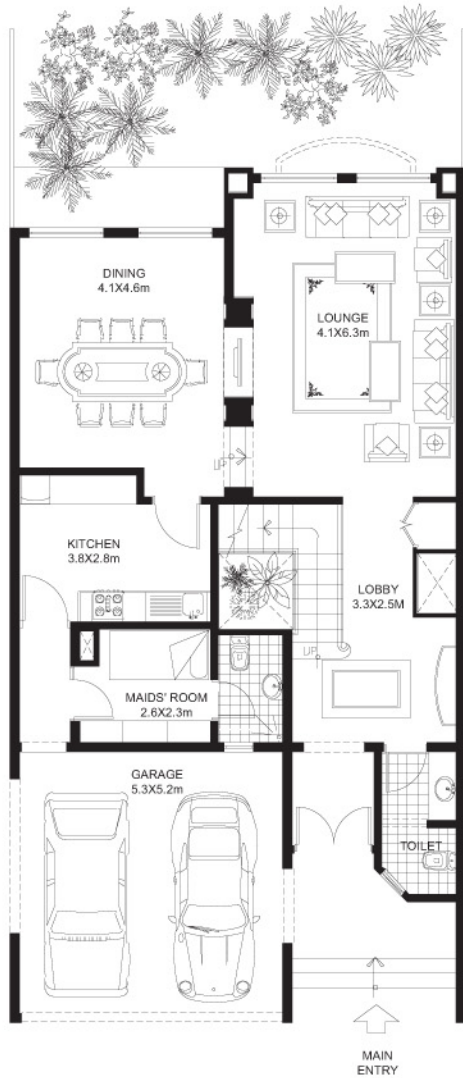 DINING
4.1X4.6m
LOUNGE
4.1X6.3m
UP
KITCHEN
3.8X2.8m
LOBBY
3.3X2.5M
UP
MAIDS' ROOM
2.6X2.3m
GARAGE
5.3X5.2m
TOILET
MAIN
ENTRY